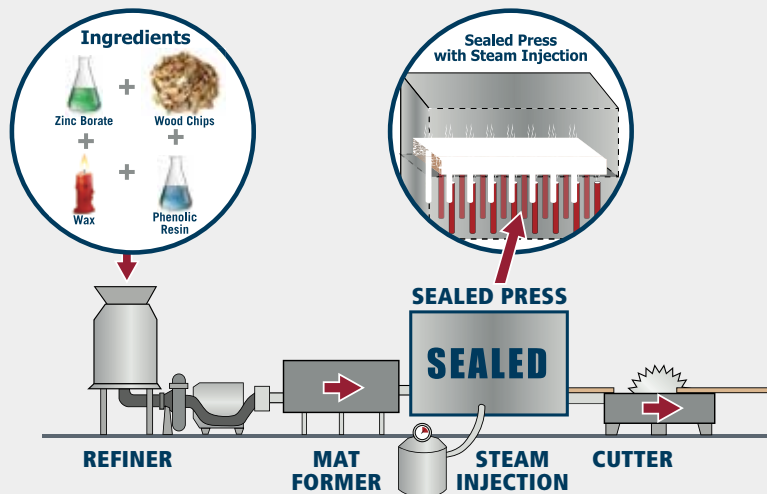 Ingredients
Zinc Borate
Wood Chips
Wax
Phenolic
Resin
Sealed Press
with Steam Injection
SEALED PRESS
SEALED
REFINER
MAT
FORMER
STEAM
INJECTION
CUTTER